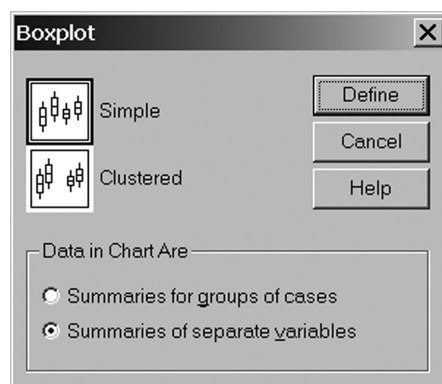 Boxplot
Simple
Clustered
Define
Cancel
Help
Data in Chart Are
Summaries for groups of cases
Summaries of separate variables